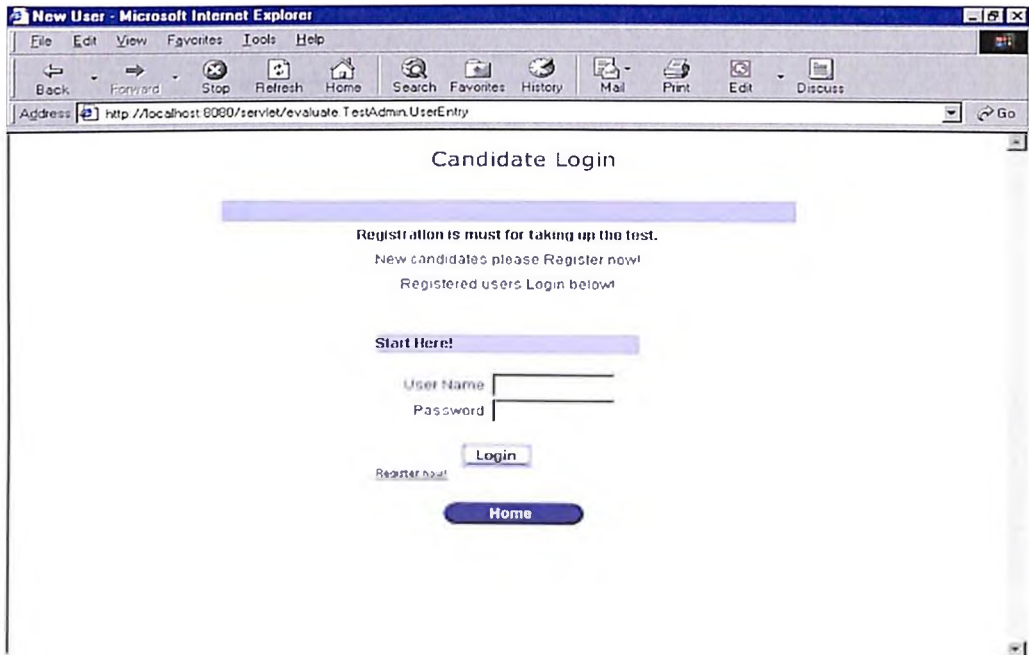 New User - Microsoft Internet Explorer
File Edit View Favorites Tools Help
Back Forward Stop Refresh Home Search Favorites History Mail Print Edit Discuss
Address http://localhost:8080/servlet/evaluate.TestAdmin.UserEntry Go
Candidate Login
Registration is must for taking up the test.
New candidates please Register now!
Registered users Login below!
Start Here!
User Name
Password
Login
Register now!
Home